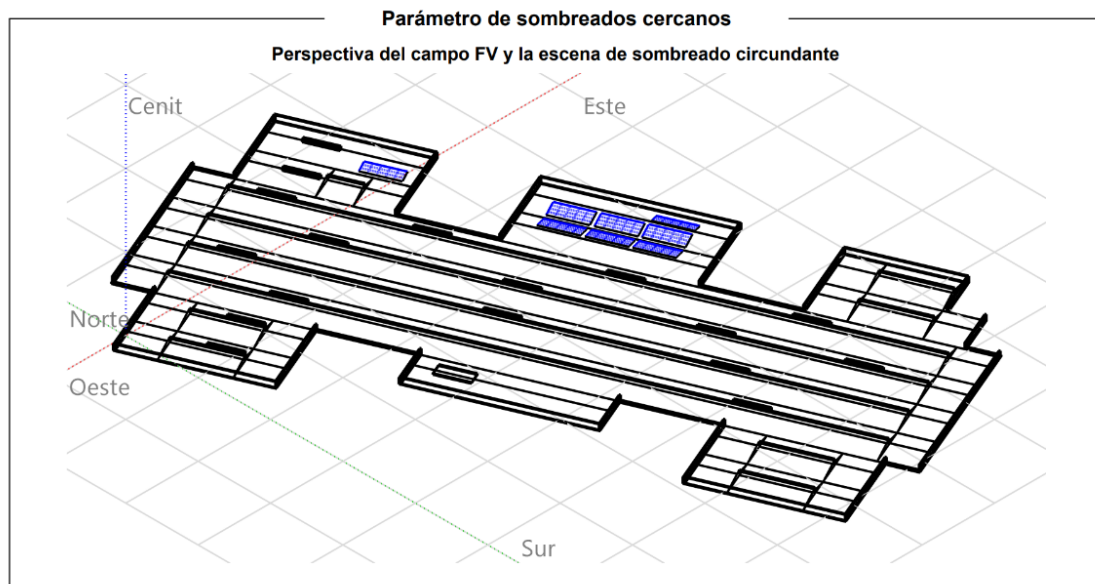 Parámetro de sombreados cercanos
Perspectiva del campo FV y la escena de sombreado circundante
Cenit
Este
Norte
Oeste
Sur